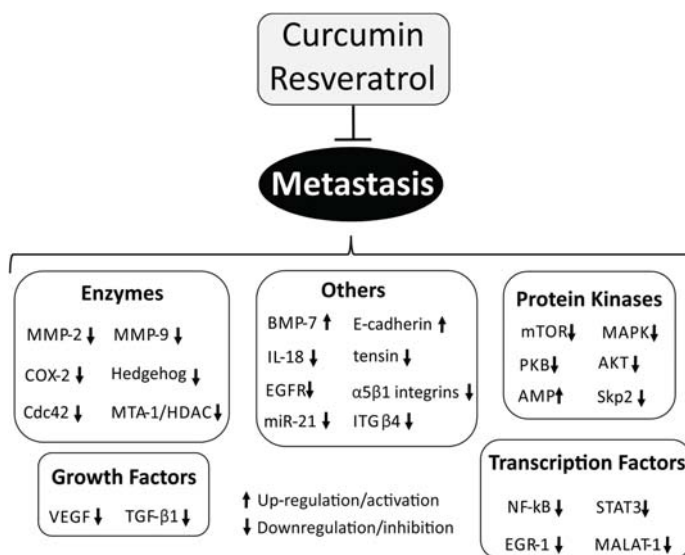 Curcumin
Resveratrol
Metastasis
Enzymes
MMP-2↓ MMP-9↓
COX-2↓ Hedgehog↓
Cdc42↓ MTA-1/HDAC↓
Others
BMP-7↑ E-cadherin↑
IL-18↓ tensin↓
EGFR↓ α5β1 integrins↓
miR-21↓ ITGβ4↓
Protein Kinases
mTOR↓ MAPK↓
PKB↓ AKT↓
AMP↑ Skp2↓
Growth Factors
VEGF↓ TGF-β1↓
↑ Up-regulation/activation
↓ Downregulation/inhibition
Transcription Factors
NF-kB↓ STAT3↓
EGR-1↓ MALAT-1↓